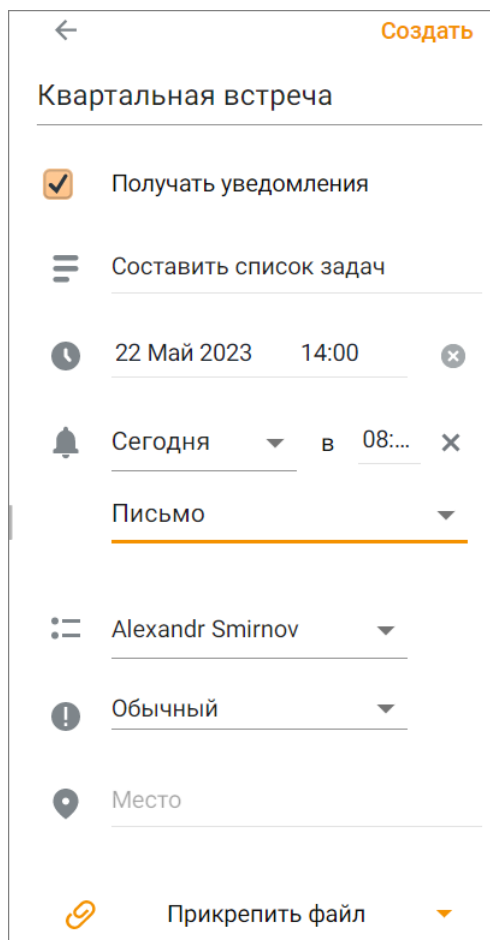 Создать
Квартальная встреча
Получать уведомления
Составить список задач
22 Май 2023 14:00
Сегодня в 08:...
Письмо
Alexandr Smirnov
Обычный
Место
Прикрепить файл